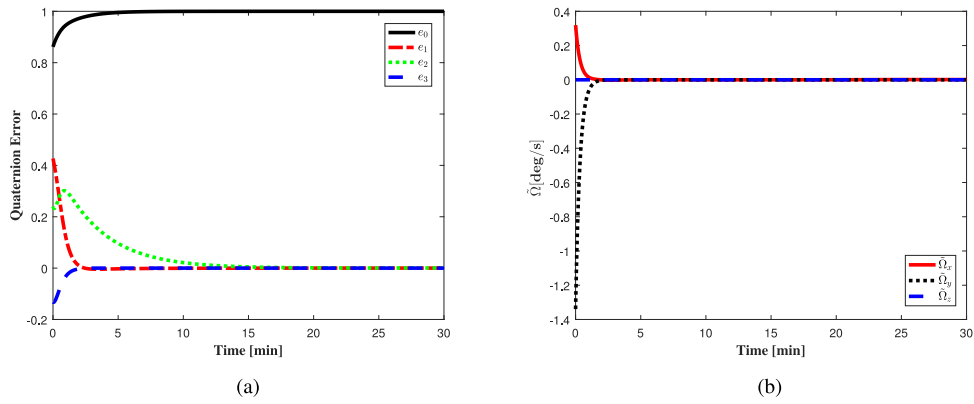 1
0.8
0.6
0.4
0.2
0
-0.2
Quaternion Error
0 5 10 15 20 25 30
Time [min]
e₀
e₁
e₂
e₃
(a)
0.4
0.2
0
-0.2
-0.4
-0.6
-0.8
-1
-1.2
-1.4
Ω̃[deg/s]
0 5 10 15 20 25 30
Time [min]
Ω̃ₓ
Ω̃ᵧ
Ω̃_z
(b)